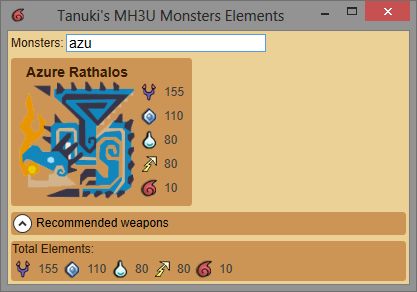 Tanuki's MH3U Monsters Elements
Monsters: azu
Azure Rathalos
155
110
80
80
10
Recommended weapons
Total Elements:
155 110 80 80 10